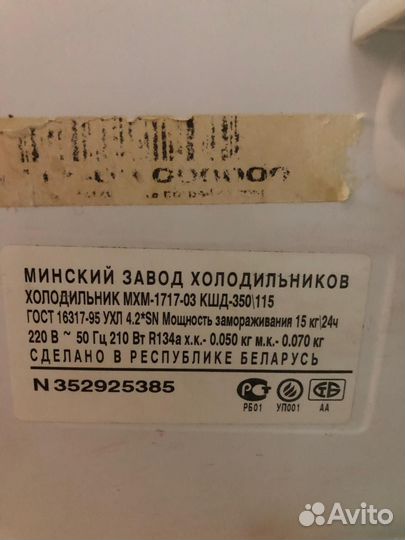 МИНСКИЙ ЗАВОД ХОЛОДИЛЬНИКОВ
ХОЛОДИЛЬНИК МХМ-1717-03 КШД-350\115
ГОСТ 16317-95 УХЛ 4.2*SN Мощность замораживания 15 кг\24ч
220 В ~ 50 Гц 210 Вт R134a х.к.- 0.050 кг м.к.- 0.070 кг
СДЕЛАНО В РЕСПУБЛИКЕ БЕЛАРУСЬ
N 352925385
РБ01 УП001 АА
Avito